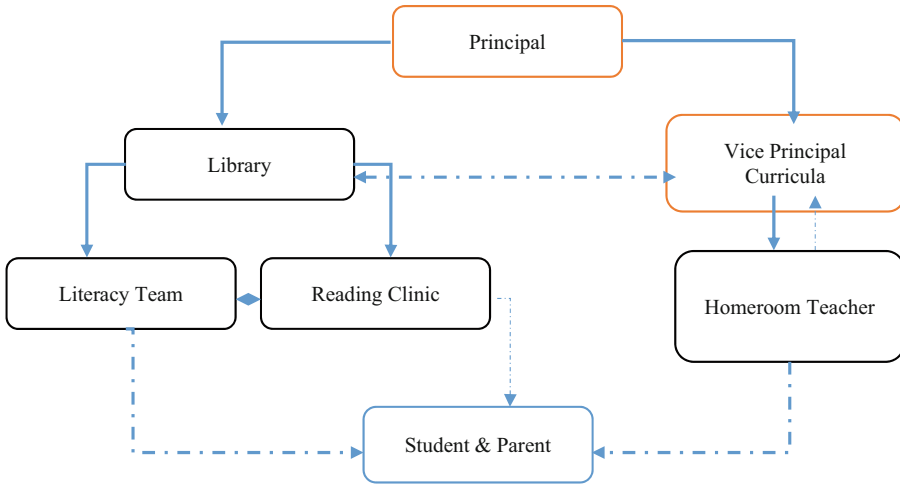 Principal
Library
Vice Principal
Curricula
Literacy Team
Reading Clinic
Homeroom Teacher
Student & Parent